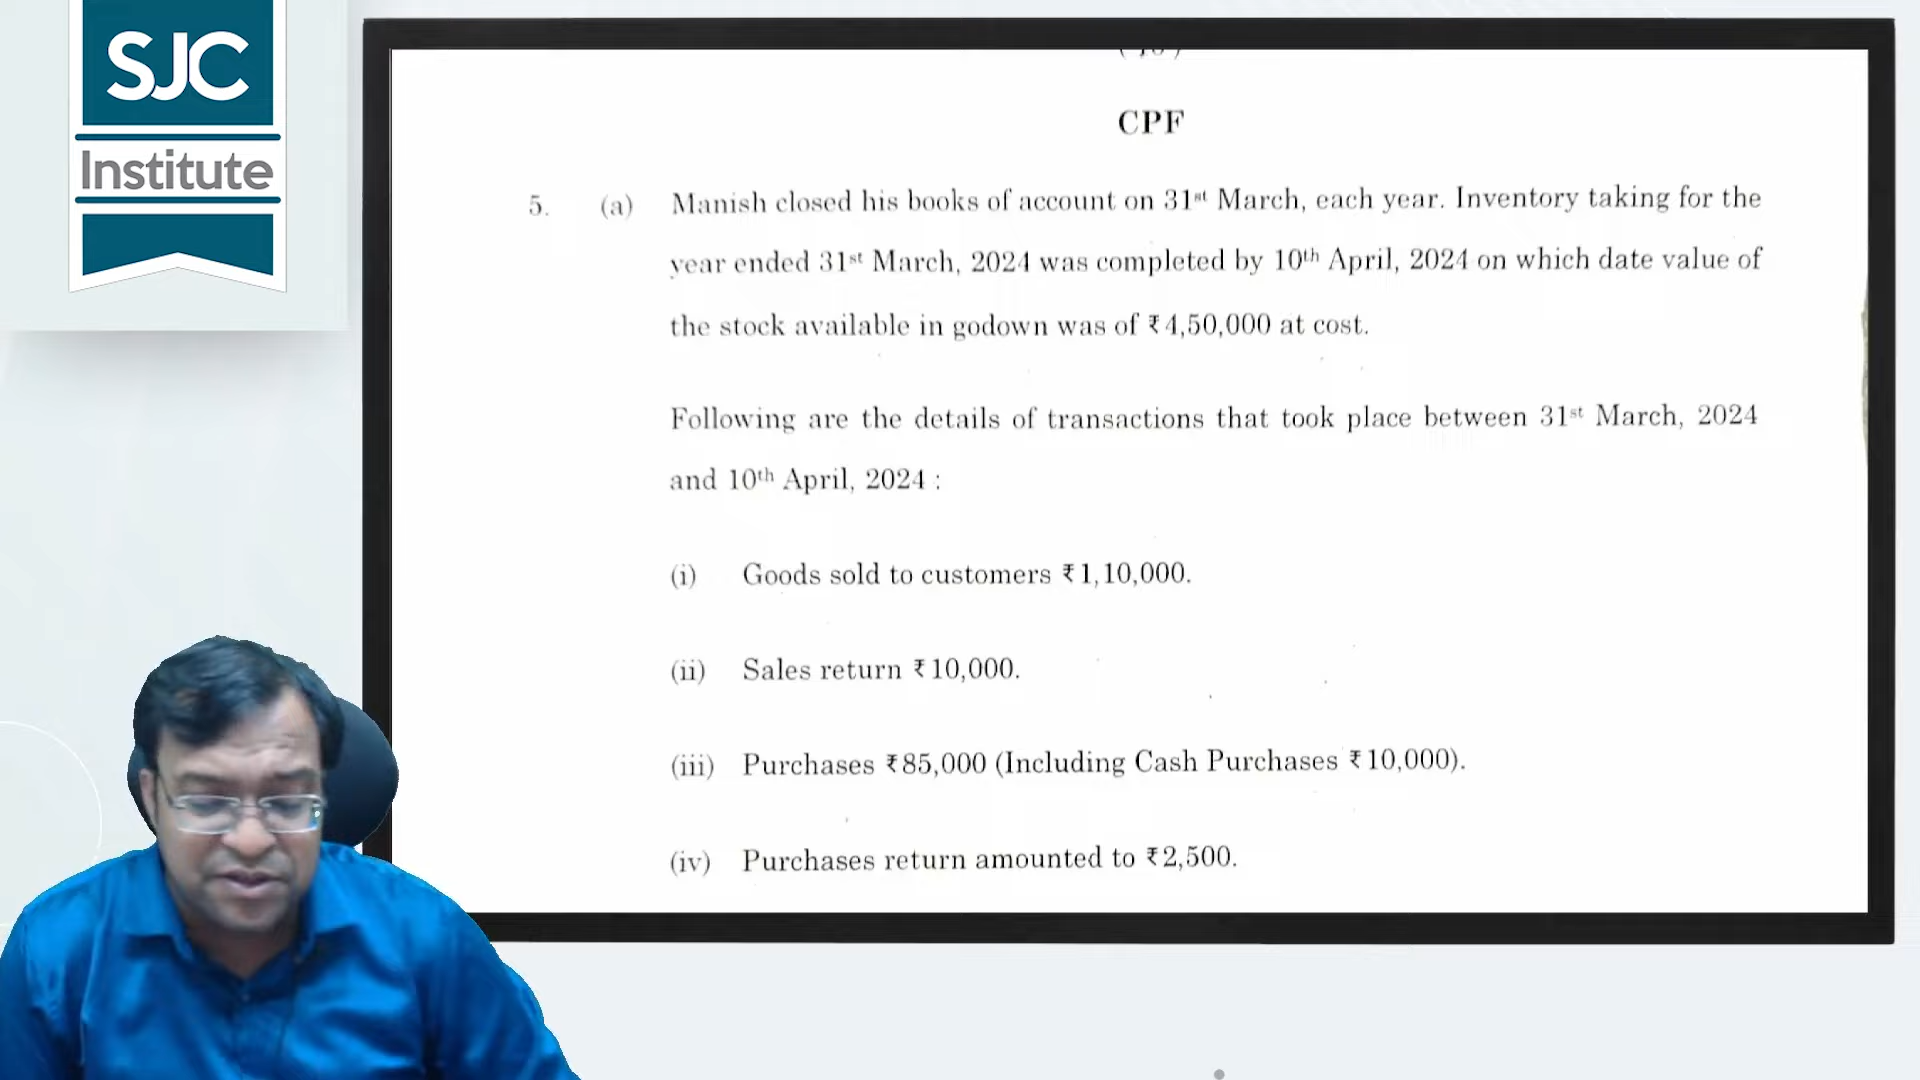 SJC
Institute
CPF
5. (a) Manish closed his books of account on 31st March, each year. Inventory taking for the
year ended 31st March, 2024 was completed by 10th April, 2024 on which date value of
the stock available in godown was of ₹4,50,000 at cost.
Following are the details of transactions that took place between 31st March, 2024
and 10th April, 2024 :
(i) Goods sold to customers ₹1,10,000.
(ii) Sales return ₹10,000.
(iii) Purchases ₹85,000 (Including Cash Purchases ₹10,000).
(iv) Purchases return amounted to ₹2,500.